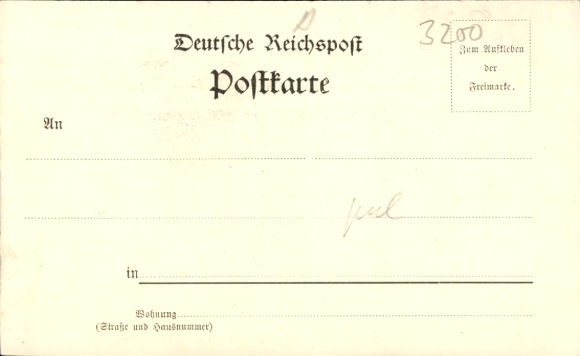 Deutsche Reichspost
3200
Postkarte
Zum Aufkleben
der
Freimarke.
An
in
Wohnung
(Straße und Hausnummer)